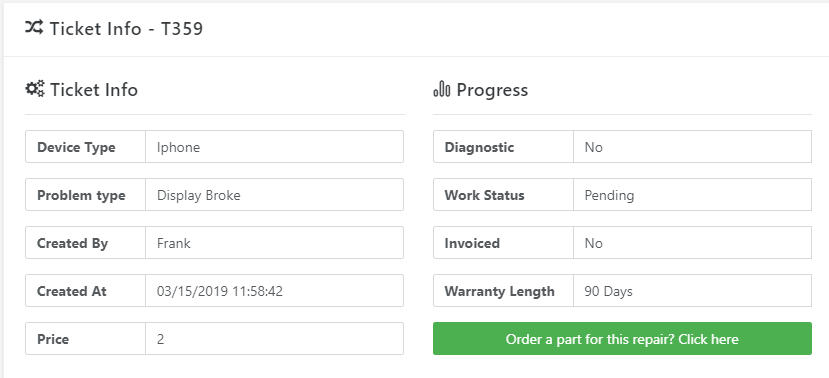 Ticket Info - T359
Ticket Info
Device Type Iphone
Problem type Display Broke
Created By Frank
Created At 03/15/2019 11:58:42
Price 2
Progress
Diagnostic No
Work Status Pending
Invoiced No
Warranty Length 90 Days
Order a part for this repair? Click here